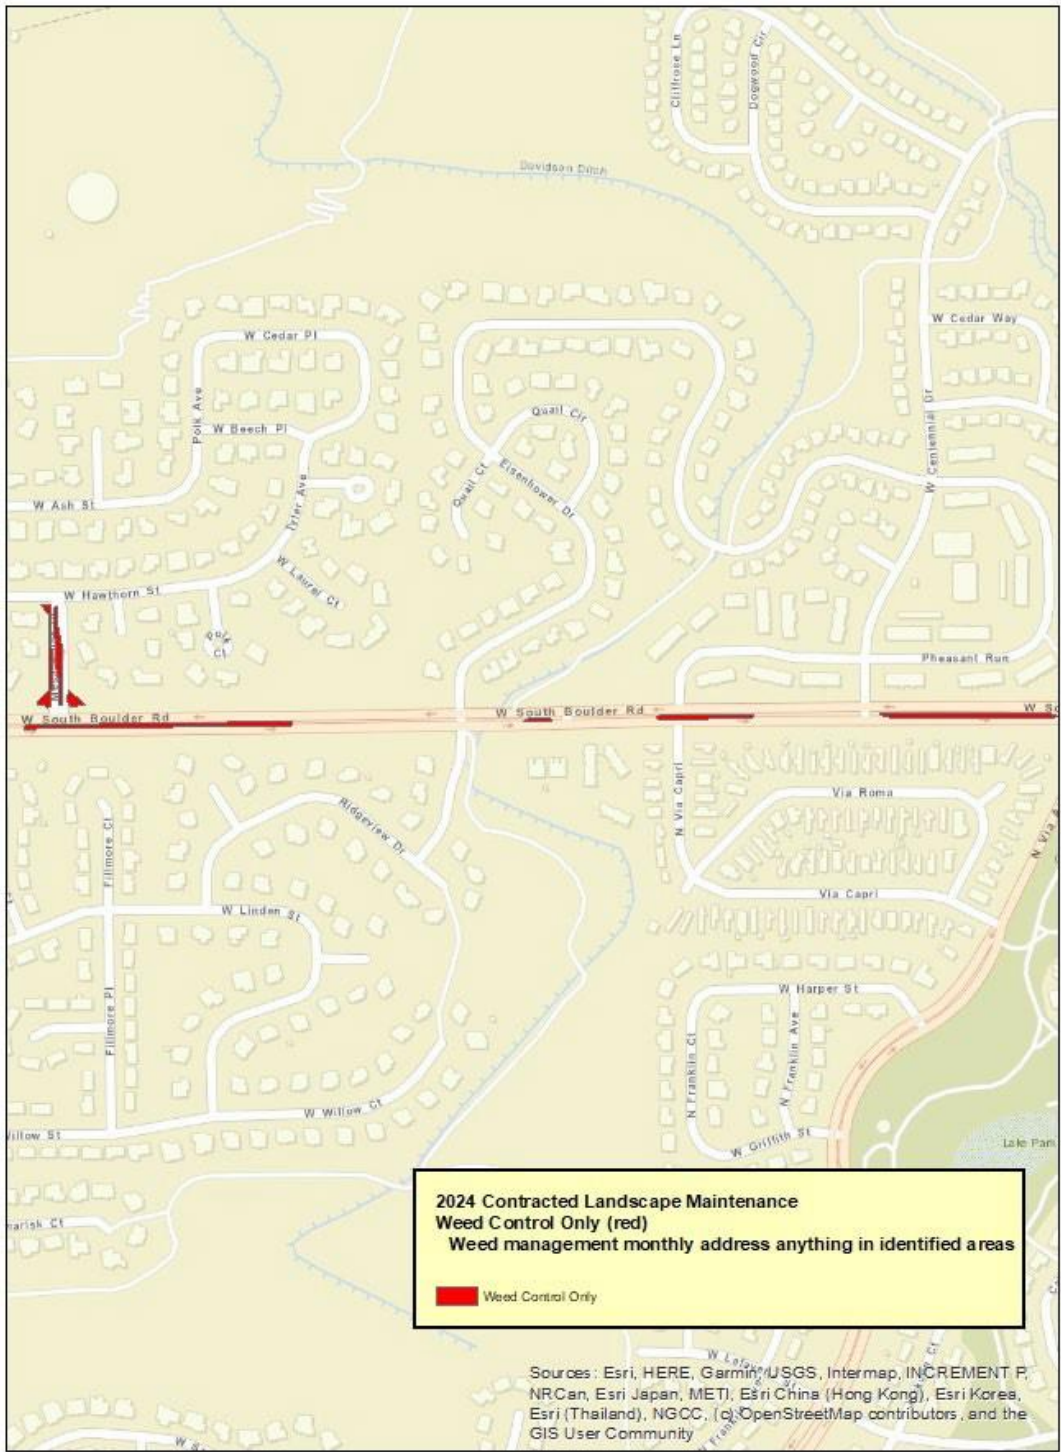 Cliffrose Ln
Dogwood Cir
Davidson Ditch
W Cedar Way
W Cedar Pl
Polk Ave
W Beech Pl
Quail Cir
Quail Ct
Eisenhower Dr
W Centennial Dr
Tyler Ave
W Ash St
W Laurel Ct
W Hawthorn St
Polk
Ct
Pheasant Run
W South Boulder Rd
W South Boulder Rd
W So
N Via Capri
Via Roma
N Via
Ridgeview Dr
Fillmore Ct
Via Capri
W Linden St
W Harper St
Fillmore Pl
N Franklin Ct
N Franklin Ave
W Willow Ct
Willow St
W Griffith St
Lake Park
arisk Ct
2024 Contracted Landscape Maintenance
Weed Control Only (red)
Weed management monthly address anything in identified areas
Weed Control Only
W Lafayette St
Sources: Esri, HERE, Garmin, USGS, Intermap, INCREMENT P,
NRCan, Esri Japan, METI, Esri China (Hong Kong), Esri Korea,
Esri (Thailand), NGCC, (c) OpenStreetMap contributors, and the
GIS User Community